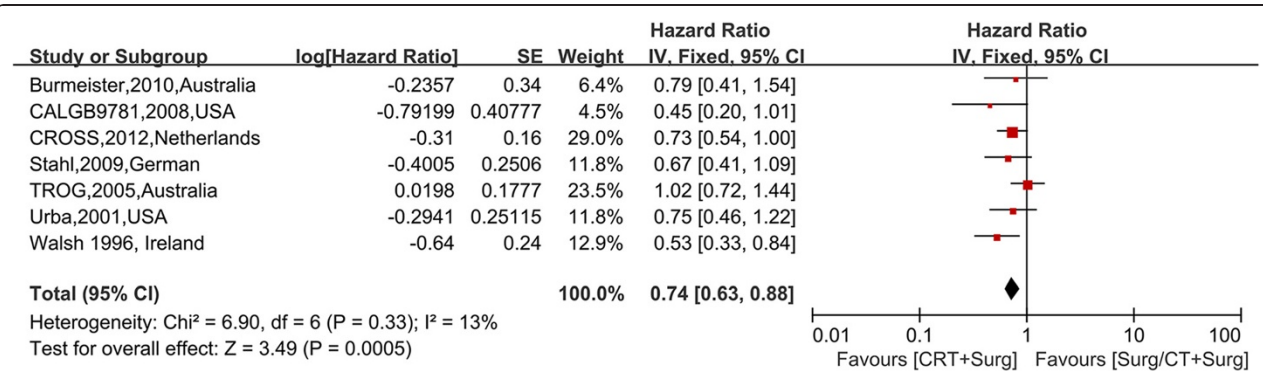 Hazard Ratio Hazard Ratio
Study or Subgroup log[Hazard Ratio] SE Weight IV, Fixed, 95% CI IV, Fixed, 95% CI
Burmeister,2010,Australia -0.2357 0.34 6.4% 0.79 [0.41, 1.54]
CALGB9781,2008,USA -0.79199 0.40777 4.5% 0.45 [0.20, 1.01]
CROSS,2012,Netherlands -0.31 0.16 29.0% 0.73 [0.54, 1.00]
Stahl,2009,German -0.4005 0.2506 11.8% 0.67 [0.41, 1.09]
TROG,2005,Australia 0.0198 0.1777 23.5% 1.02 [0.72, 1.44]
Urba,2001,USA -0.2941 0.25115 11.8% 0.75 [0.46, 1.22]
Walsh 1996, Ireland -0.64 0.24 12.9% 0.53 [0.33, 0.84]
Total (95% CI) 100.0% 0.74 [0.63, 0.88]
Heterogeneity: Chi² = 6.90, df = 6 (P = 0.33); I² = 13%
Test for overall effect: Z = 3.49 (P = 0.0005)
0.01 0.1 1 10 100
Favours [CRT+Surg] Favours [Surg/CT+Surg]